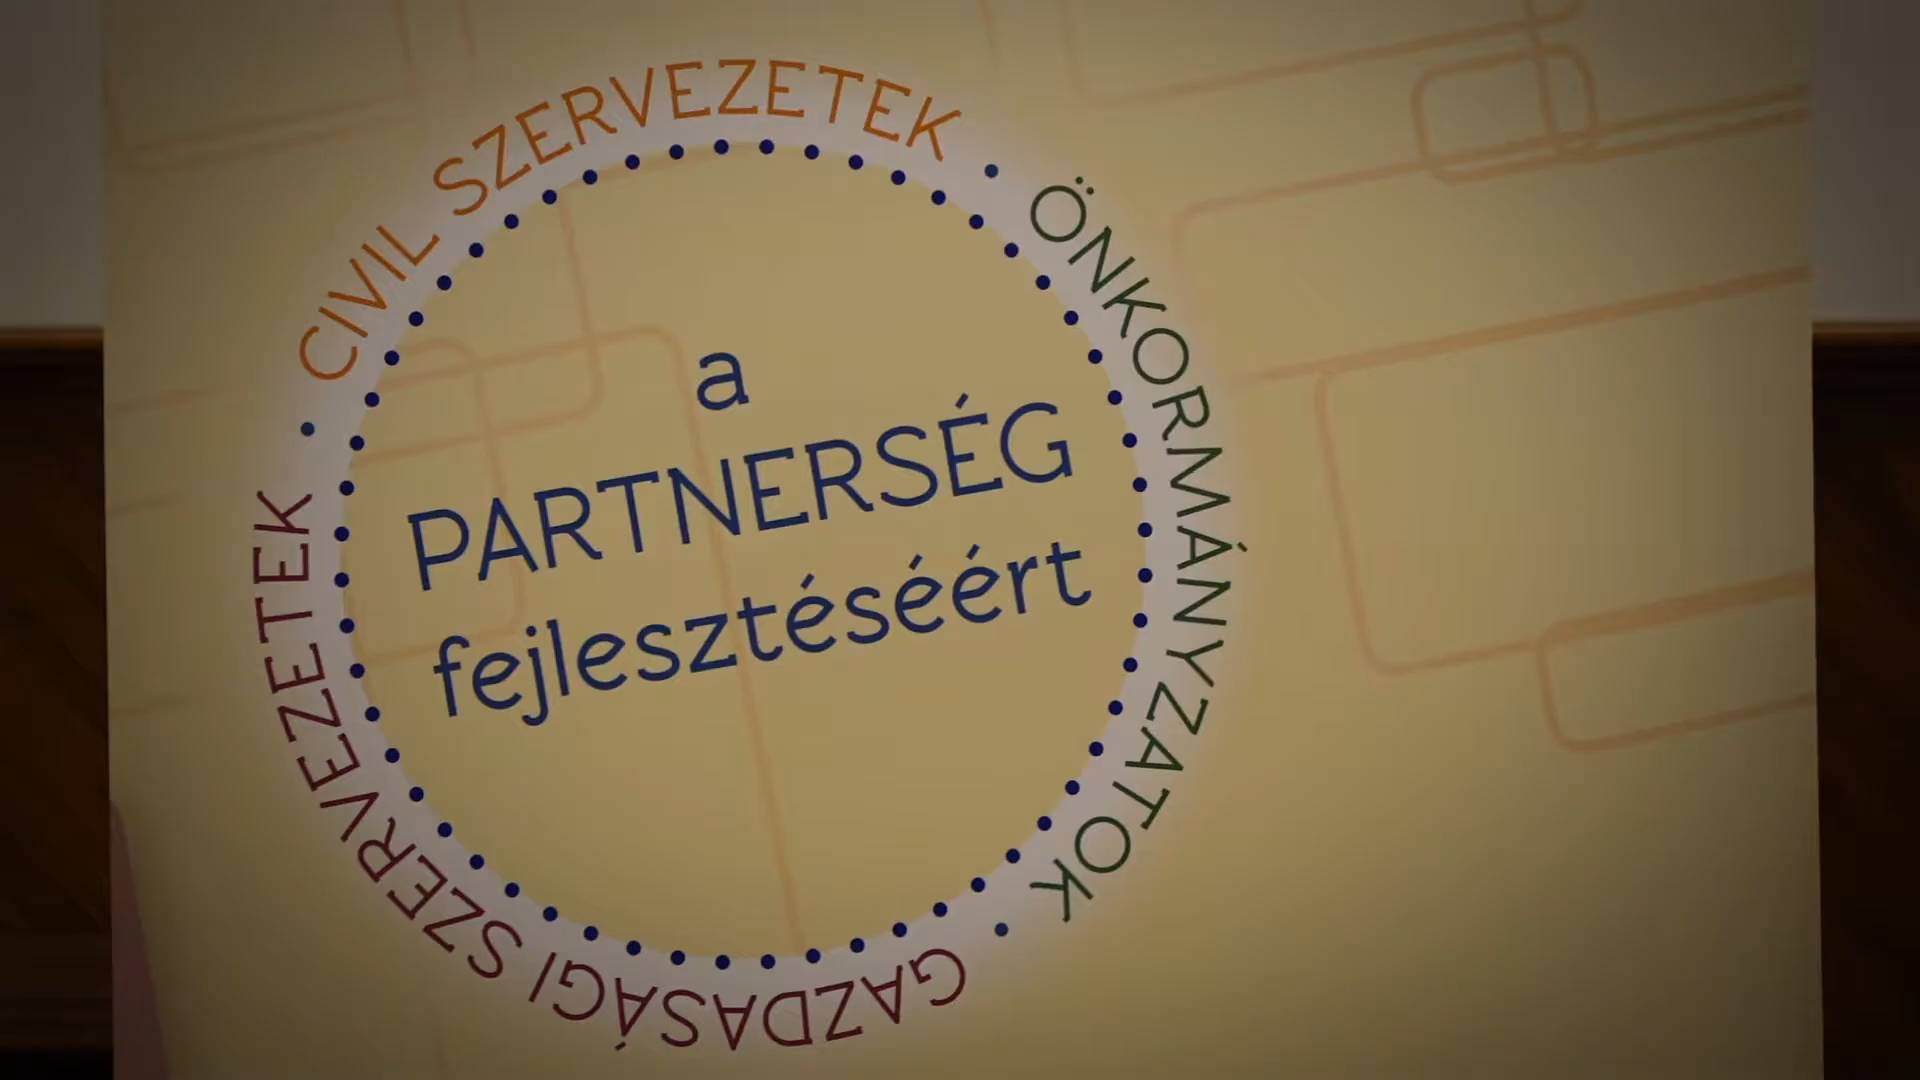 CIVIL SZERVEZETEK • ÖNKORMÁNYZATOK • GAZDASÁGI SZERVEZETEK •
a
PARTNERSÉG
fejlesztéséért